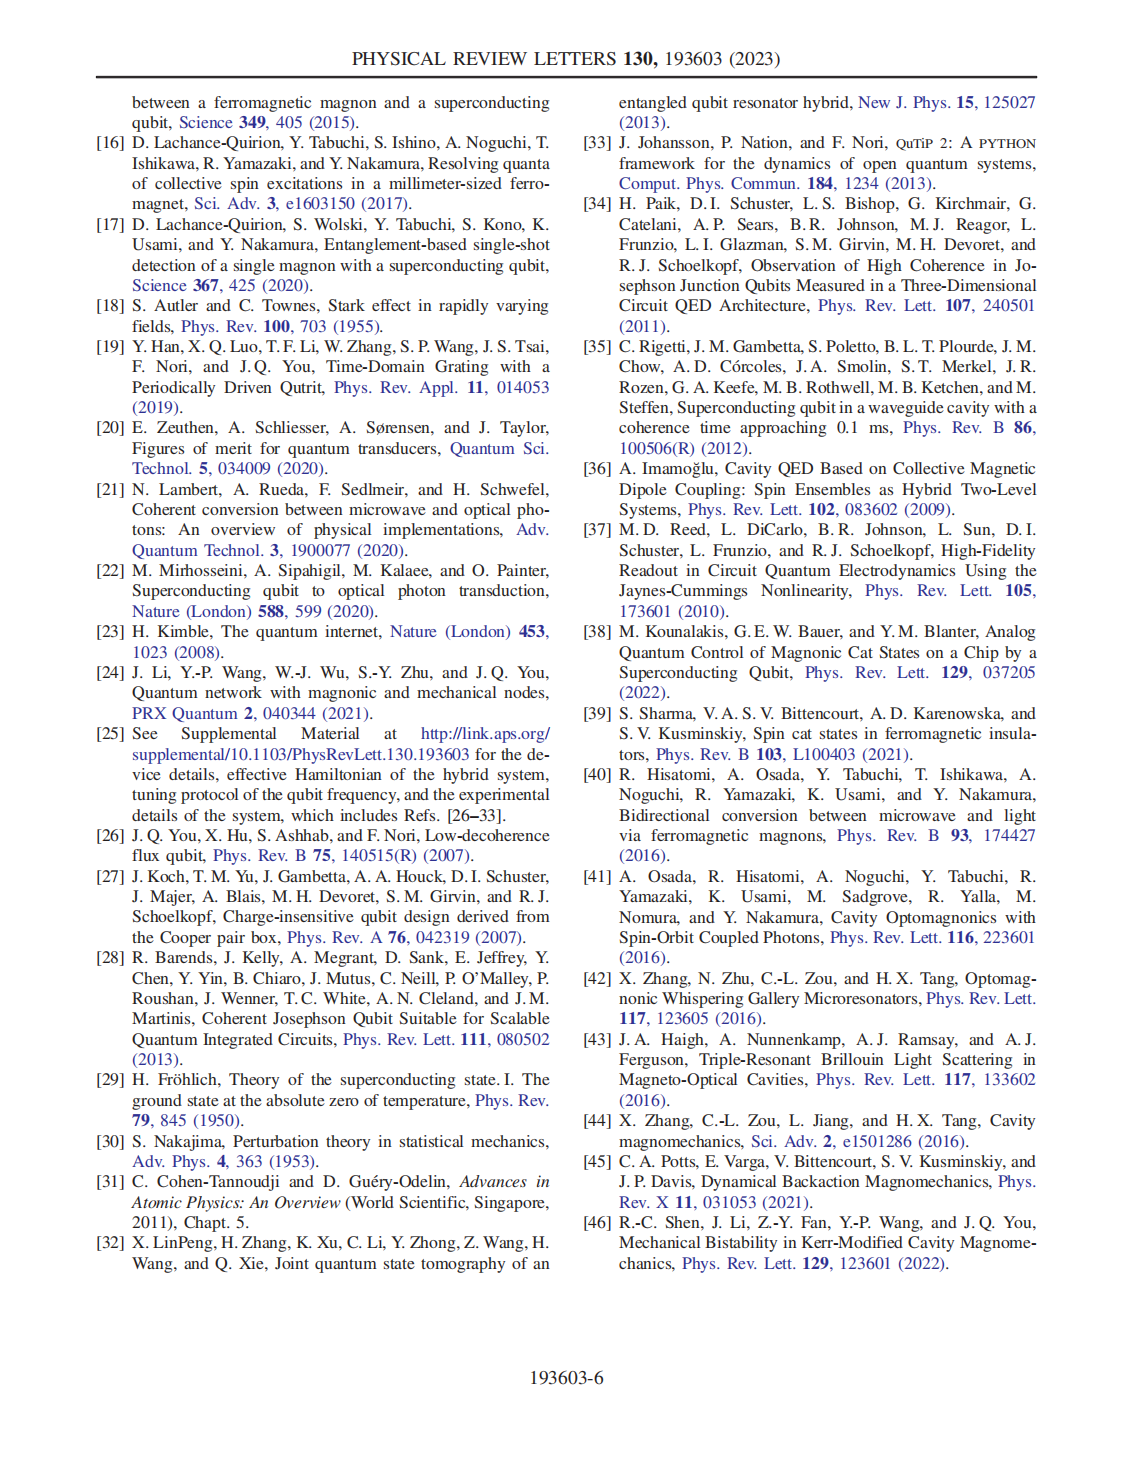 PHYSICAL REVIEW LETTERS 130, 193603 (2023)
between a ferromagnetic magnon and a superconducting
qubit, Science 349, 405 (2015).
[16] D. Lachance-Quirion, Y. Tabuchi, S. Ishino, A. Noguchi, T.
Ishikawa, R. Yamazaki, and Y. Nakamura, Resolving quanta
of collective spin excitations in a millimeter-sized ferro-
magnet, Sci. Adv. 3, e1603150 (2017).
[17] D. Lachance-Quirion, S. Wolski, Y. Tabuchi, S. Kono, K.
Usami, and Y. Nakamura, Entanglement-based single-shot
detection of a single magnon with a superconducting qubit,
Science 367, 425 (2020).
[18] S. Autler and C. Townes, Stark effect in rapidly varying
fields, Phys. Rev. 100, 703 (1955).
[19] Y. Han, X. Q. Luo, T. F. Li, W. Zhang, S. P. Wang, J. S. Tsai,
F. Nori, and J. Q. You, Time-Domain Grating with a
Periodically Driven Qutrit, Phys. Rev. Appl. 11, 014053
(2019).
[20] E. Zeuthen, A. Schliesser, A. Sørensen, and J. Taylor,
Figures of merit for quantum transducers, Quantum Sci.
Technol. 5, 034009 (2020).
[21] N. Lambert, A. Rueda, F. Sedlmeir, and H. Schwefel,
Coherent conversion between microwave and optical pho-
tons: An overview of physical implementations, Adv.
Quantum Technol. 3, 1900077 (2020).
[22] M. Mirhosseini, A. Sipahigil, M. Kalaee, and O. Painter,
Superconducting qubit to optical photon transduction,
Nature (London) 588, 599 (2020).
[23] H. Kimble, The quantum internet, Nature (London) 453,
1023 (2008).
[24] J. Li, Y.-P. Wang, W.-J. Wu, S.-Y. Zhu, and J. Q. You,
Quantum network with magnonic and mechanical nodes,
PRX Quantum 2, 040344 (2021).
[25] See Supplemental Material at http://link.aps.org/
supplemental/10.1103/PhysRevLett.130.193603 for the de-
vice details, effective Hamiltonian of the hybrid system,
tuning protocol of the qubit frequency, and the experimental
details of the system, which includes Refs. [26–33].
[26] J. Q. You, X. Hu, S. Ashhab, and F. Nori, Low-decoherence
flux qubit, Phys. Rev. B 75, 140515(R) (2007).
[27] J. Koch, T. M. Yu, J. Gambetta, A. A. Houck, D. I. Schuster,
J. Majer, A. Blais, M. H. Devoret, S. M. Girvin, and R. J.
Schoelkopf, Charge-insensitive qubit design derived from
the Cooper pair box, Phys. Rev. A 76, 042319 (2007).
[28] R. Barends, J. Kelly, A. Megrant, D. Sank, E. Jeffrey, Y.
Chen, Y. Yin, B. Chiaro, J. Mutus, C. Neill, P. O'Malley, P.
Roushan, J. Wenner, T. C. White, A. N. Cleland, and J. M.
Martinis, Coherent Josephson Qubit Suitable for Scalable
Quantum Integrated Circuits, Phys. Rev. Lett. 111, 080502
(2013).
[29] H. Fröhlich, Theory of the superconducting state. I. The
ground state at the absolute zero of temperature, Phys. Rev.
79, 845 (1950).
[30] S. Nakajima, Perturbation theory in statistical mechanics,
Adv. Phys. 4, 363 (1953).
[31] C. Cohen-Tannoudji and D. Guéry-Odelin, Advances in
Atomic Physics: An Overview (World Scientific, Singapore,
2011), Chapt. 5.
[32] X. LinPeng, H. Zhang, K. Xu, C. Li, Y. Zhong, Z. Wang, H.
Wang, and Q. Xie, Joint quantum state tomography of an
entangled qubit resonator hybrid, New J. Phys. 15, 125027
(2013).
[33] J. Johansson, P. Nation, and F. Nori, QuTiP 2: A PYTHON
framework for the dynamics of open quantum systems,
Comput. Phys. Commun. 184, 1234 (2013).
[34] H. Paik, D. I. Schuster, L. S. Bishop, G. Kirchmair, G.
Catelani, A. P. Sears, B. R. Johnson, M. J. Reagor, L.
Frunzio, L. I. Glazman, S. M. Girvin, M. H. Devoret, and
R. J. Schoelkopf, Observation of High Coherence in Jo-
sephson Junction Qubits Measured in a Three-Dimensional
Circuit QED Architecture, Phys. Rev. Lett. 107, 240501
(2011).
[35] C. Rigetti, J. M. Gambetta, S. Poletto, B. L. T. Plourde, J. M.
Chow, A. D. Córcoles, J. A. Smolin, S. T. Merkel, J. R.
Rozen, G. A. Keefe, M. B. Rothwell, M. B. Ketchen, and M.
Steffen, Superconducting qubit in a waveguide cavity with a
coherence time approaching 0.1 ms, Phys. Rev. B 86,
100506(R) (2012).
[36] A. Imamoğlu, Cavity QED Based on Collective Magnetic
Dipole Coupling: Spin Ensembles as Hybrid Two-Level
Systems, Phys. Rev. Lett. 102, 083602 (2009).
[37] M. D. Reed, L. DiCarlo, B. R. Johnson, L. Sun, D. I.
Schuster, L. Frunzio, and R. J. Schoelkopf, High-Fidelity
Readout in Circuit Quantum Electrodynamics Using the
Jaynes-Cummings Nonlinearity, Phys. Rev. Lett. 105,
173601 (2010).
[38] M. Kounalakis, G. E. W. Bauer, and Y. M. Blanter, Analog
Quantum Control of Magnonic Cat States on a Chip by a
Superconducting Qubit, Phys. Rev. Lett. 129, 037205
(2022).
[39] S. Sharma, V. A. S. V. Bittencourt, A. D. Karenowska, and
S. V. Kusminskiy, Spin cat states in ferromagnetic insula-
tors, Phys. Rev. B 103, L100403 (2021).
[40] R. Hisatomi, A. Osada, Y. Tabuchi, T. Ishikawa, A.
Noguchi, R. Yamazaki, K. Usami, and Y. Nakamura,
Bidirectional conversion between microwave and light
via ferromagnetic magnons, Phys. Rev. B 93, 174427
(2016).
[41] A. Osada, R. Hisatomi, A. Noguchi, Y. Tabuchi, R.
Yamazaki, K. Usami, M. Sadgrove, R. Yalla, M.
Nomura, and Y. Nakamura, Cavity Optomagnonics with
Spin-Orbit Coupled Photons, Phys. Rev. Lett. 116, 223601
(2016).
[42] X. Zhang, N. Zhu, C.-L. Zou, and H. X. Tang, Optomag-
nonic Whispering Gallery Microresonators, Phys. Rev. Lett.
117, 123605 (2016).
[43] J. A. Haigh, A. Nunnenkamp, A. J. Ramsay, and A. J.
Ferguson, Triple-Resonant Brillouin Light Scattering in
Magneto-Optical Cavities, Phys. Rev. Lett. 117, 133602
(2016).
[44] X. Zhang, C.-L. Zou, L. Jiang, and H. X. Tang, Cavity
magnomechanics, Sci. Adv. 2, e1501286 (2016).
[45] C. A. Potts, E. Varga, V. Bittencourt, S. V. Kusminskiy, and
J. P. Davis, Dynamical Backaction Magnomechanics, Phys.
Rev. X 11, 031053 (2021).
[46] R.-C. Shen, J. Li, Z.-Y. Fan, Y.-P. Wang, and J. Q. You,
Mechanical Bistability in Kerr-Modified Cavity Magnome-
chanics, Phys. Rev. Lett. 129, 123601 (2022).
193603-6